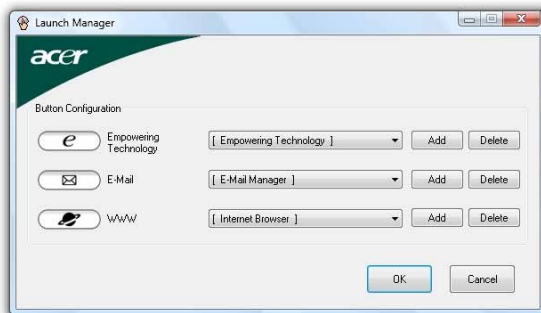 Launch Manager
acer
Button Configuration
e
Empowering
Technology
[ Empowering Technology ]
Add
Delete
E-Mail
[ E-Mail Manager ]
Add
Delete
WWW
[ Internet Browser ]
Add
Delete
OK
Cancel